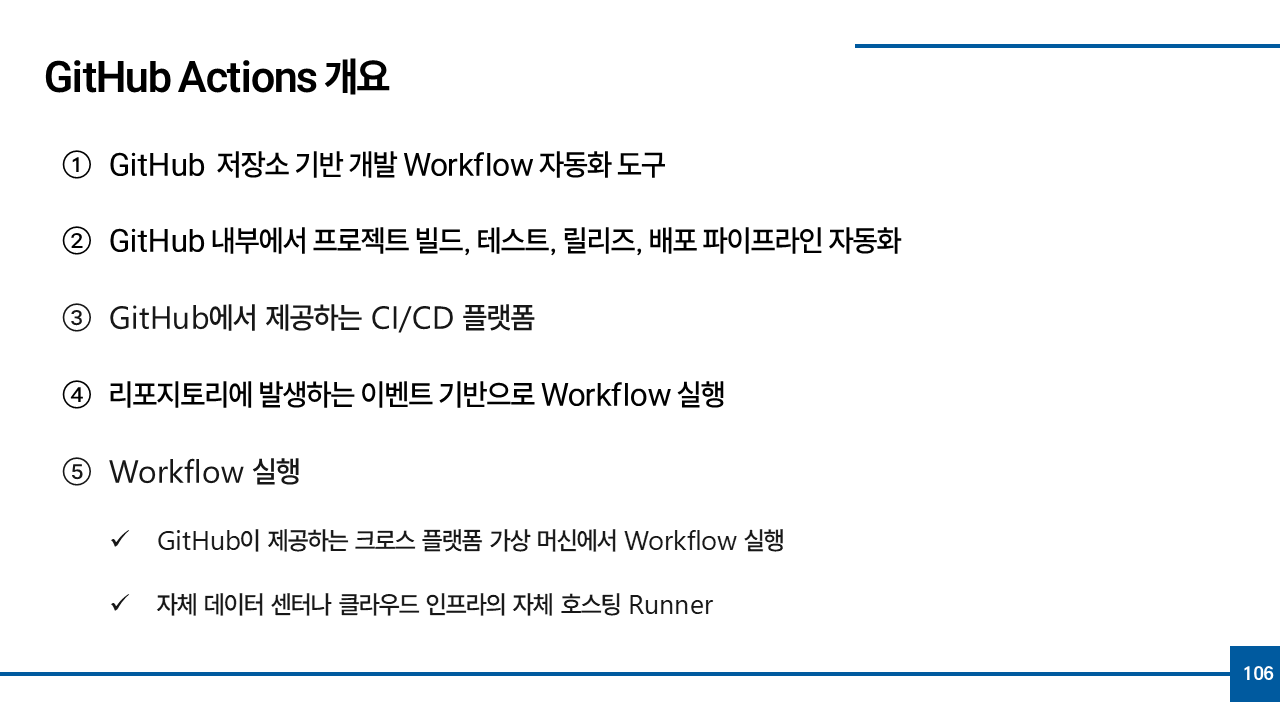 GitHub Actions 개요
① GitHub 저장소 기반 개발 Workflow 자동화 도구
② GitHub 내부에서 프로젝트 빌드, 테스트, 릴리즈, 배포 파이프라인 자동화
③ GitHub에서 제공하는 CI/CD 플랫폼
④ 리포지토리에 발생하는 이벤트 기반으로 Workflow 실행
⑤ Workflow 실행
✓ GitHub이 제공하는 크로스 플랫폼 가상 머신에서 Workflow 실행
✓ 자체 데이터 센터나 클라우드 인프라의 자체 호스팅 Runner
106